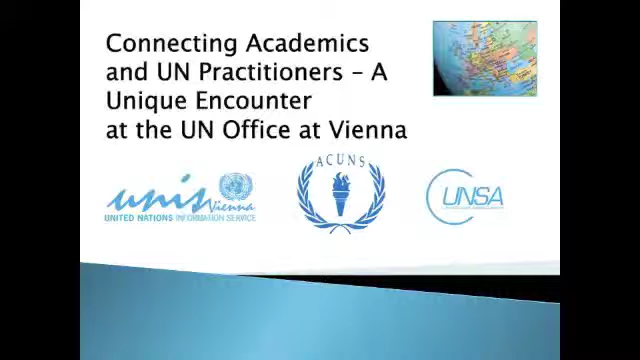 Connecting Academics
and UN Practitioners – A
Unique Encounter
at the UN Office at Vienna
ACUNS
unis Vienna
UNITED NATIONS INFORMATION SERVICE
UNSA